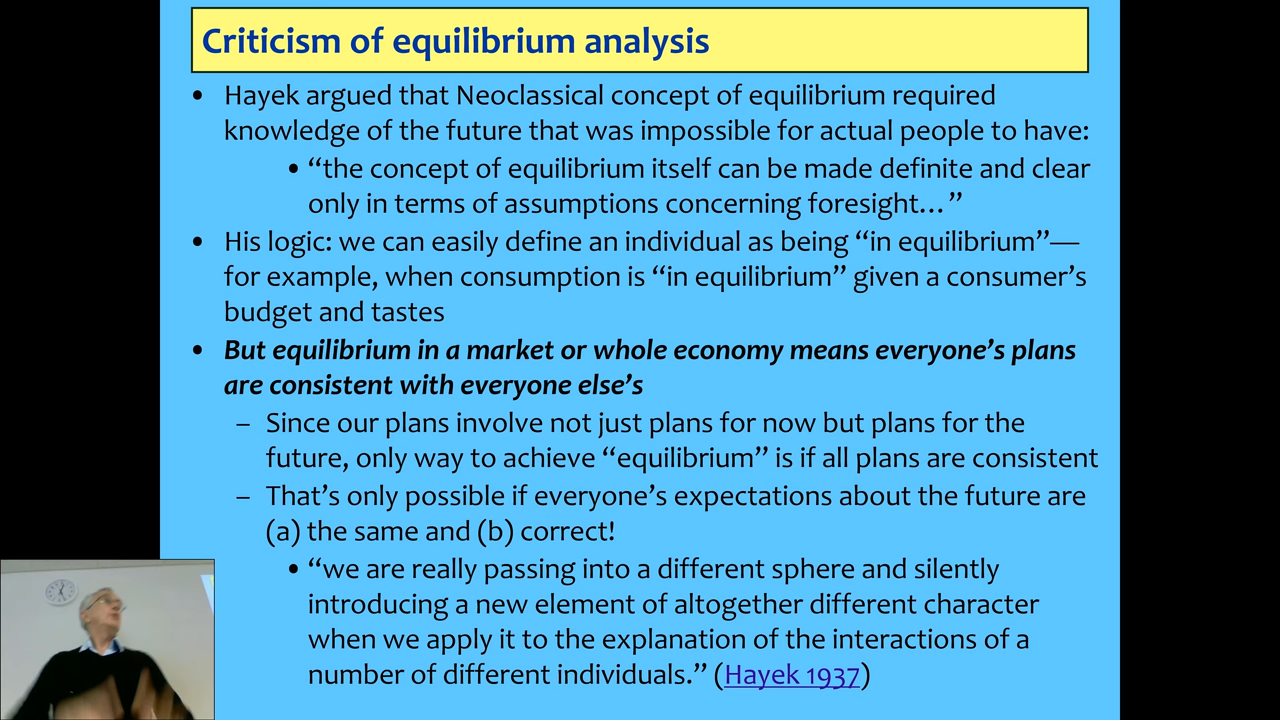 Criticism of equilibrium analysis
• Hayek argued that Neoclassical concept of equilibrium required
knowledge of the future that was impossible for actual people to have:
• “the concept of equilibrium itself can be made definite and clear
only in terms of assumptions concerning foresight…”
• His logic: we can easily define an individual as being “in equilibrium”—
for example, when consumption is “in equilibrium” given a consumer’s
budget and tastes
• But equilibrium in a market or whole economy means everyone’s plans
are consistent with everyone else’s
– Since our plans involve not just plans for now but plans for the
future, only way to achieve “equilibrium” is if all plans are consistent
– That’s only possible if everyone’s expectations about the future are
(a) the same and (b) correct!
• “we are really passing into a different sphere and silently
introducing a new element of altogether different character
when we apply it to the explanation of the interactions of a
number of different individuals.” (Hayek 1937)